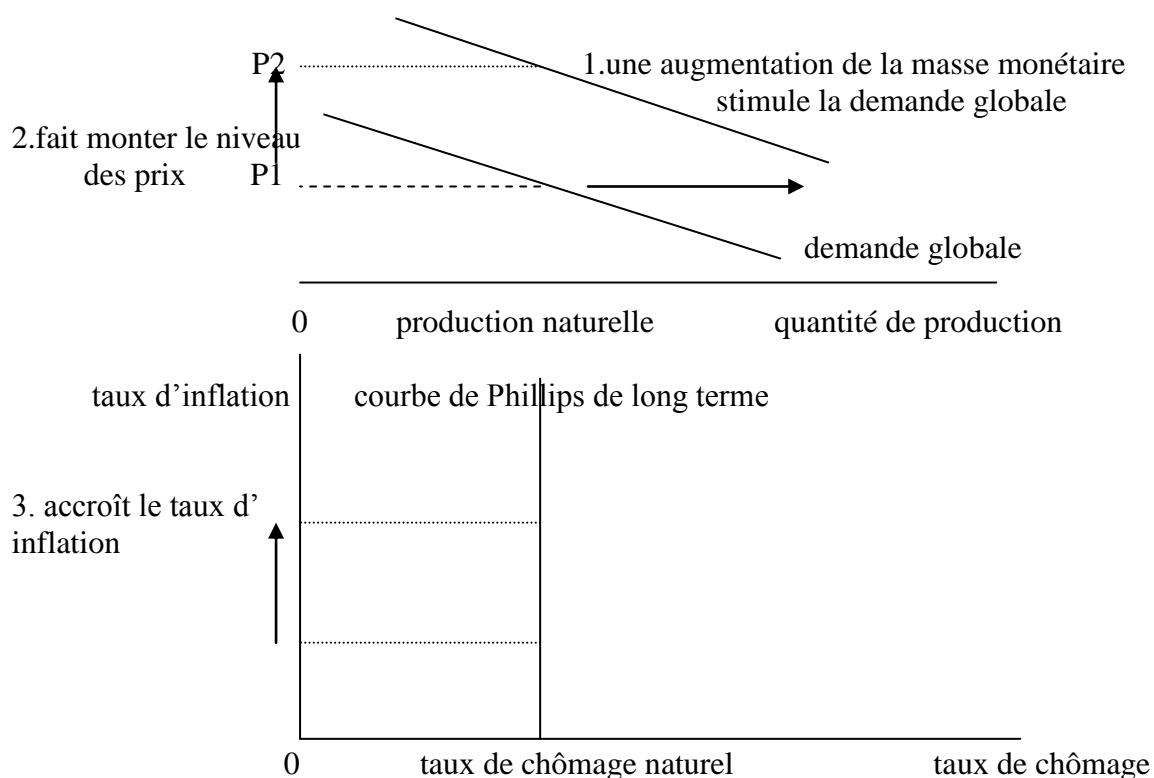 P2
1.une augmentation de la masse monétaire
stimule la demande globale
2.fait monter le niveau
des prix
P1
demande globale
0
production naturelle
quantité de production
taux d’inflation
courbe de Phillips de long terme
3. accroît le taux d’
inflation
0
taux de chômage naturel
taux de chômage